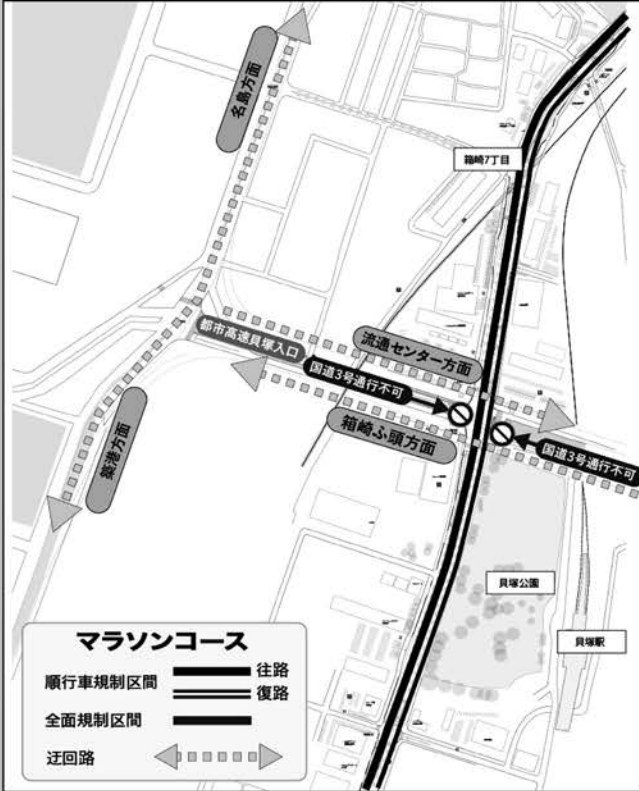 名島方面
箱崎7丁目
都市高速貝塚入口
流通センター方面
国道3号通行不可
箱崎ふ頭方面
国道3号通行不可
築港方面
貝塚公園
貝塚駅
マラソンコース
順行車規制区間
往路
復路
全面規制区間
迂回路